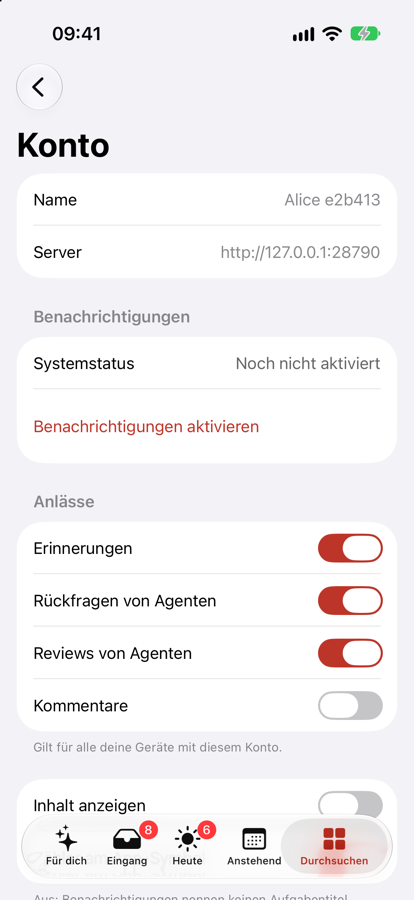 09:41
Konto
Name Alice e2b413
Server http://127.0.0.1:28790
Benachrichtigungen
Systemstatus Noch nicht aktiviert
Benachrichtigungen aktivieren
Anlässe
Erinnerungen
Rückfragen von Agenten
Reviews von Agenten
Kommentare
Gilt für alle deine Geräte mit diesem Konto.
Inhalt anzeigen
8 6
Für dich Eingang Heute Anstehend Durchsuchen
Aus: Benachrichtigungen nennen keinen Aufgabentitel